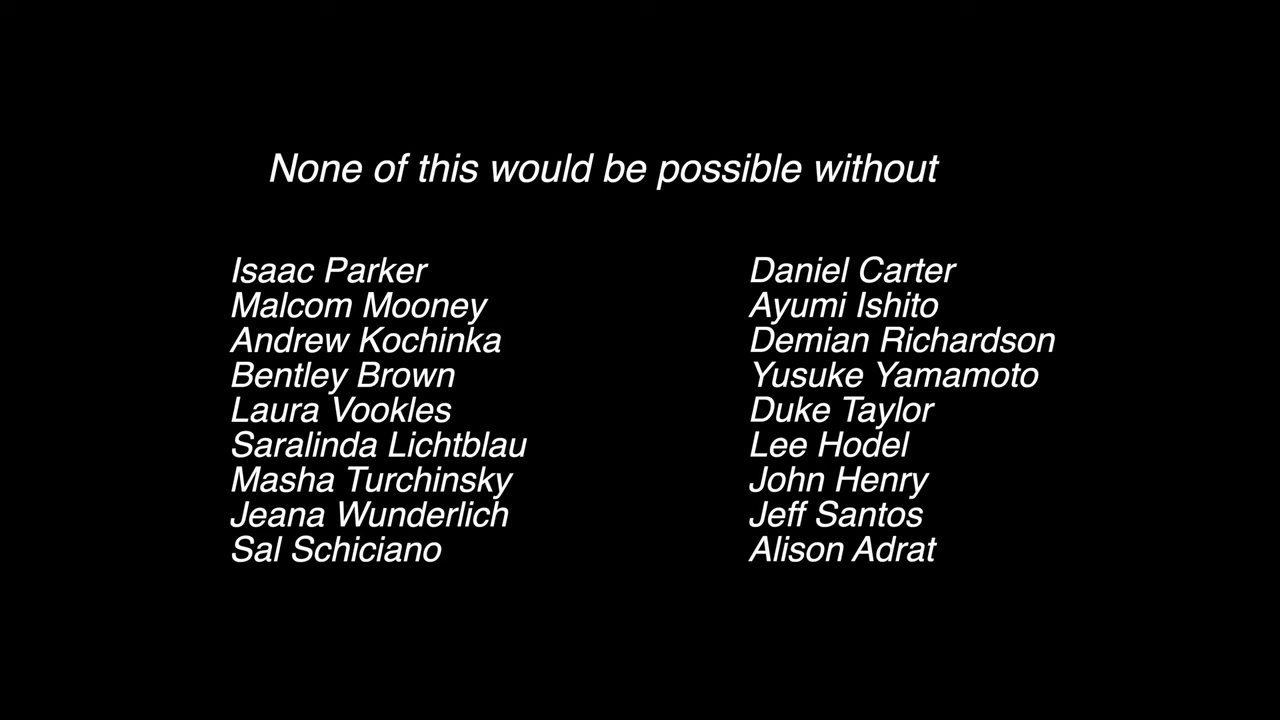 None of this would be possible without
Isaac Parker
Malcom Mooney
Andrew Kochinka
Bentley Brown
Laura Vookles
Saralinda Lichtblau
Masha Turchinsky
Jeana Wunderlich
Sal Schiciano
Daniel Carter
Ayumi Ishito
Demian Richardson
Yusuke Yamamoto
Duke Taylor
Lee Hodel
John Henry
Jeff Santos
Alison Adrat